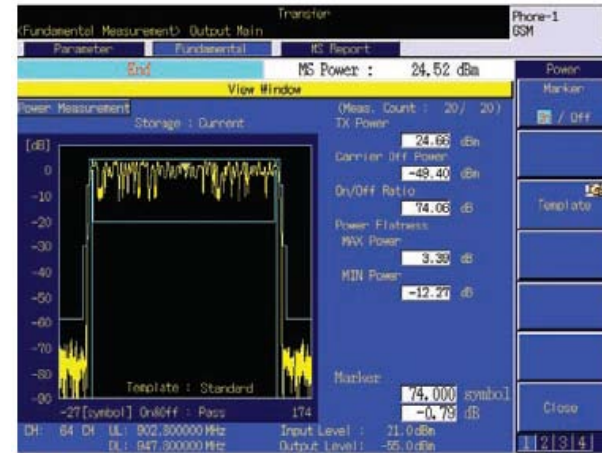 Transfer
Phone-1
<Fundamental Measurement> Output Main
GSM
Parameter Fundamental MS Report
End
MS Power : 24.52 dBm
Power
View Window
Marker
Power Measurement
(Meas. Count : 20/ 20)
/ Off
Storage : Current
TX Power
24.66 dBm
Carrier Off Power
-49.40 dBm
On/Off Ratio
74.06 dB
Template
Power Flatness
MAX Power
3.39 dB
MIN Power
-12.27 dB
[dB]
0
-10
-20
-30
-40
-50
-60
-70
-80
-90
Template : Standard
Marker
74.000 symbol
-0.79 dB
-27[symbol] On&Off : Pass 174
Close
CH: 64 CH UL: 902.800000MHz Input Level : 21.0dBm
DL: 947.800000MHz Output Level: -55.0dBm
1 2 3 4